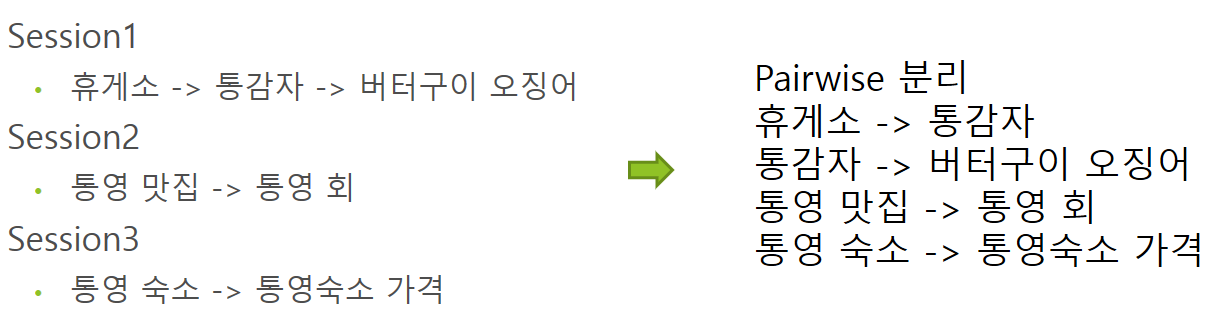 Session1
• 휴게소 -> 통감자 -> 버터구이 오징어
Session2
• 통영 맛집 -> 통영 회
Session3
• 통영 숙소 -> 통영숙소 가격
Pairwise 분리
휴게소 -> 통감자
통감자 -> 버터구이 오징어
통영 맛집 -> 통영 회
통영 숙소 -> 통영숙소 가격